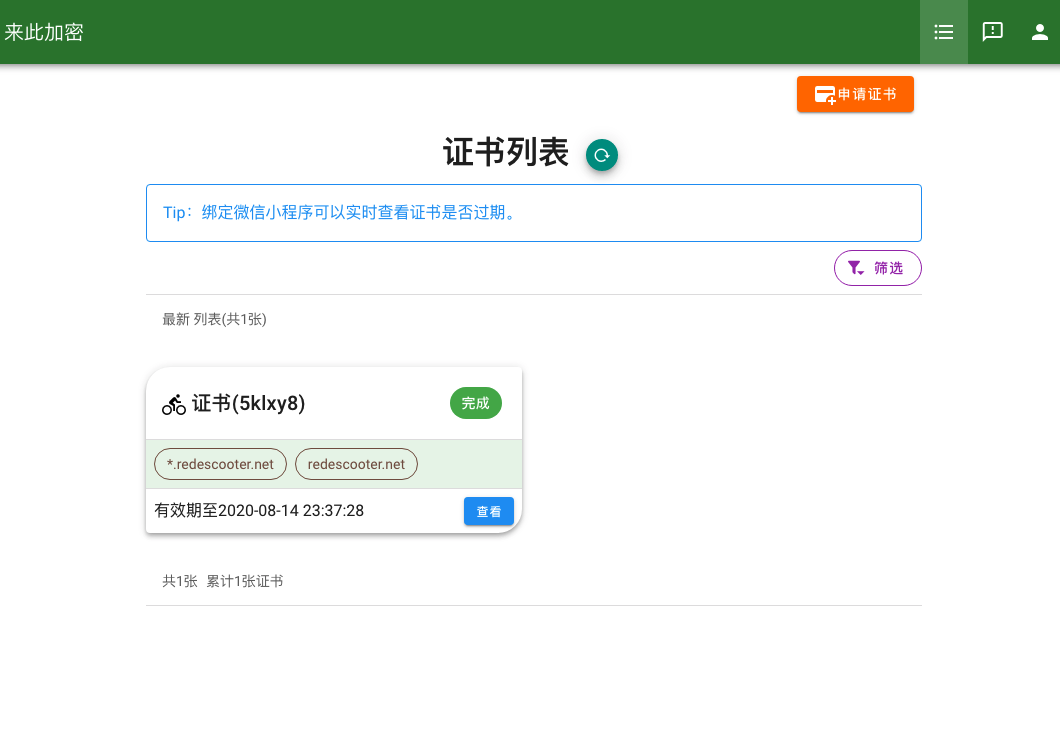 来此加密
申请证书
证书列表
Tip：绑定微信小程序可以实时查看证书是否过期。
筛选
最新 列表(共1张)
证书(5klxy8)
完成
*.redescooter.net
redescooter.net
有效期至2020-08-14 23:37:28
查看
共1张 累计1张证书